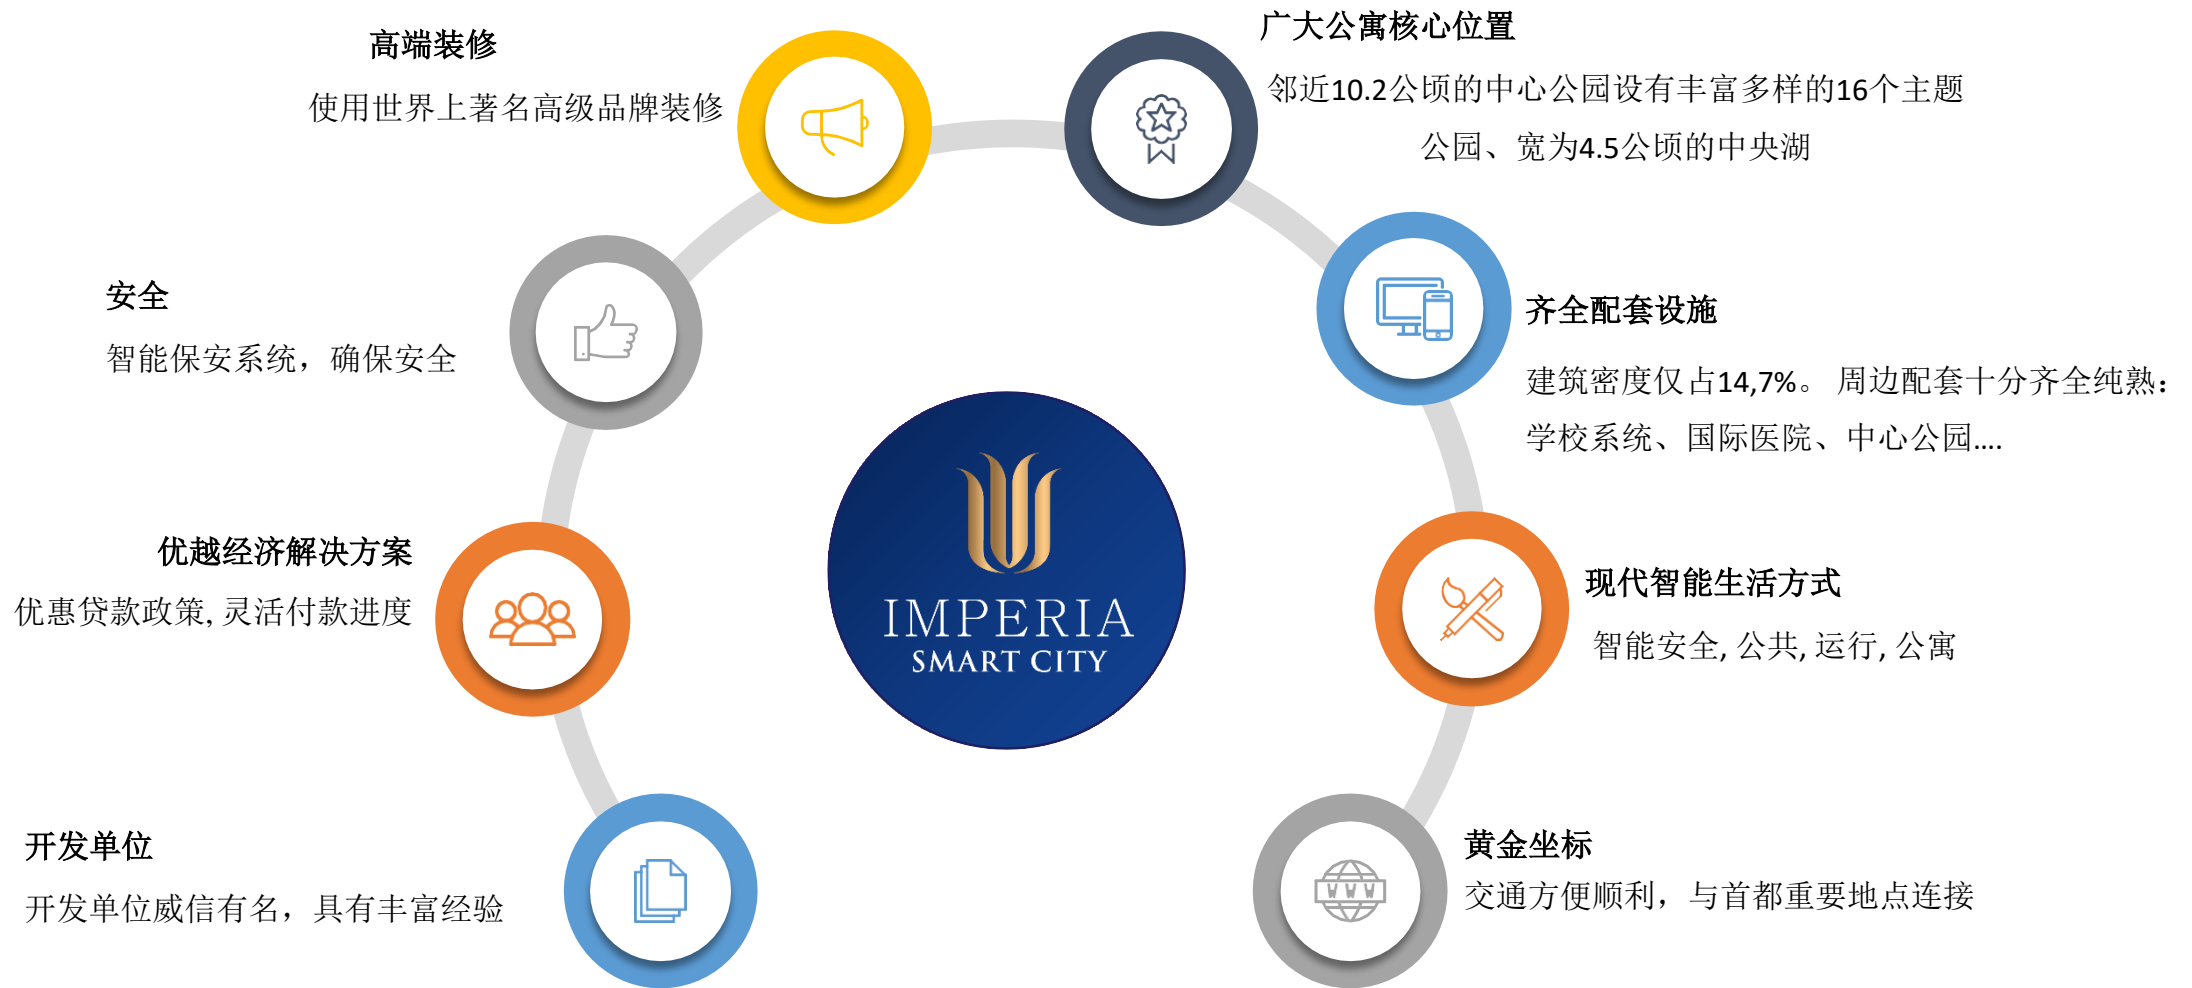 高端装修
使用世界上著名高级品牌装修
广大公寓核心位置
邻近10.2公顷的中心公园设有丰富多样的16个主题
公园、宽为4.5公顷的中央湖
安全
智能保安系统，确保安全
齐全配套设施
建筑密度仅占14,7%。 周边配套十分齐全纯熟：
学校系统、国际医院、中心公园....
优越经济解决方案
优惠贷款政策, 灵活付款进度
IMPERIA
SMART CITY
现代智能生活方式
智能安全, 公共, 运行, 公寓
开发单位
开发单位威信有名，具有丰富经验
WWW
黄金坐标
交通方便顺利，与首都重要地点连接